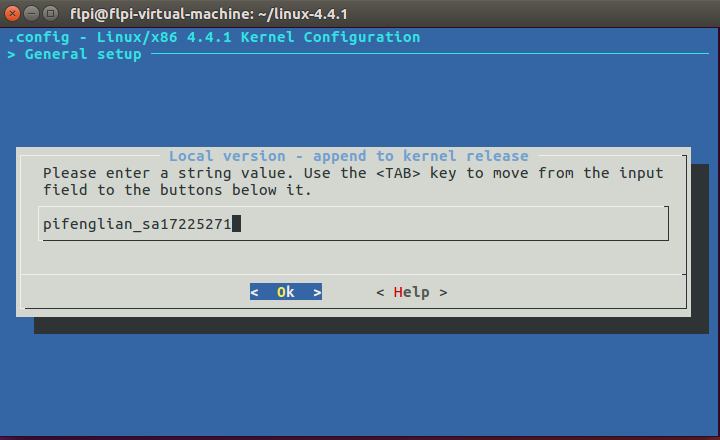 flpi@flpi-virtual-machine: ~/linux-4.4.1
.config - Linux/x86 4.4.1 Kernel Configuration
> General setup
Local version - append to kernel release
Please enter a string value. Use the <TAB> key to move from the input
field to the buttons below it.
pifenglian_sa17225271
< Ok > < Help >